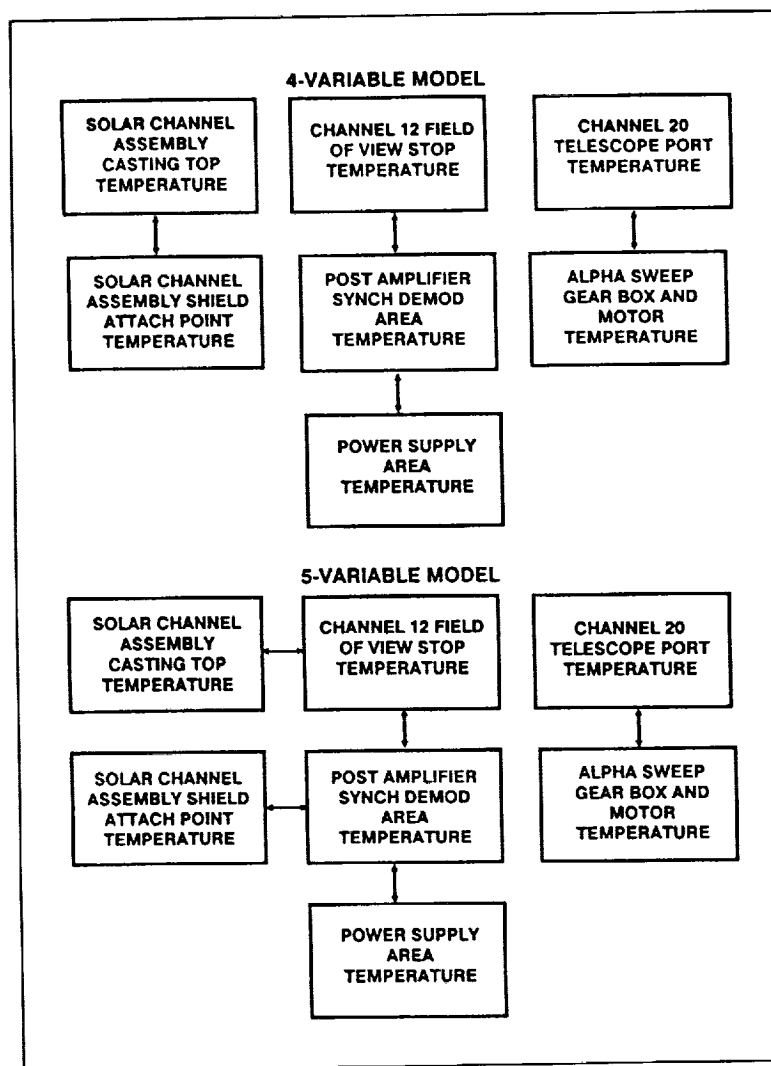 4-VARIABLE MODEL
SOLAR CHANNEL
ASSEMBLY
CASTING TOP
TEMPERATURE
CHANNEL 12 FIELD
OF VIEW STOP
TEMPERATURE
CHANNEL 20
TELESCOPE PORT
TEMPERATURE
SOLAR CHANNEL
ASSEMBLY SHIELD
ATTACH POINT
TEMPERATURE
POST AMPLIFIER
SYNCH DEMOD
AREA
TEMPERATURE
ALPHA SWEEP
GEAR BOX AND
MOTOR
TEMPERATURE
POWER SUPPLY
AREA
TEMPERATURE
5-VARIABLE MODEL
SOLAR CHANNEL
ASSEMBLY
CASTING TOP
TEMPERATURE
CHANNEL 12 FIELD
OF VIEW STOP
TEMPERATURE
CHANNEL 20
TELESCOPE PORT
TEMPERATURE
SOLAR CHANNEL
ASSEMBLY SHIELD
ATTACH POINT
TEMPERATURE
POST AMPLIFIER
SYNCH DEMOD
AREA
TEMPERATURE
ALPHA SWEEP
GEAR BOX AND
MOTOR
TEMPERATURE
POWER SUPPLY
AREA
TEMPERATURE